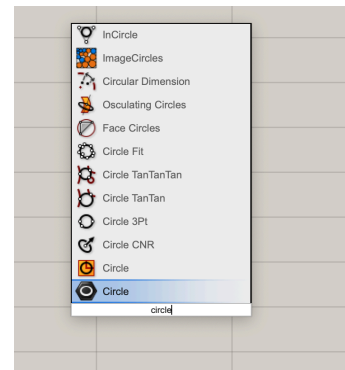 InCircle
ImageCircles
Circular Dimension
Osculating Circles
Face Circles
Circle Fit
Circle TanTanTan
Circle TanTan
Circle 3Pt
Circle CNR
Circle
Circle
circle